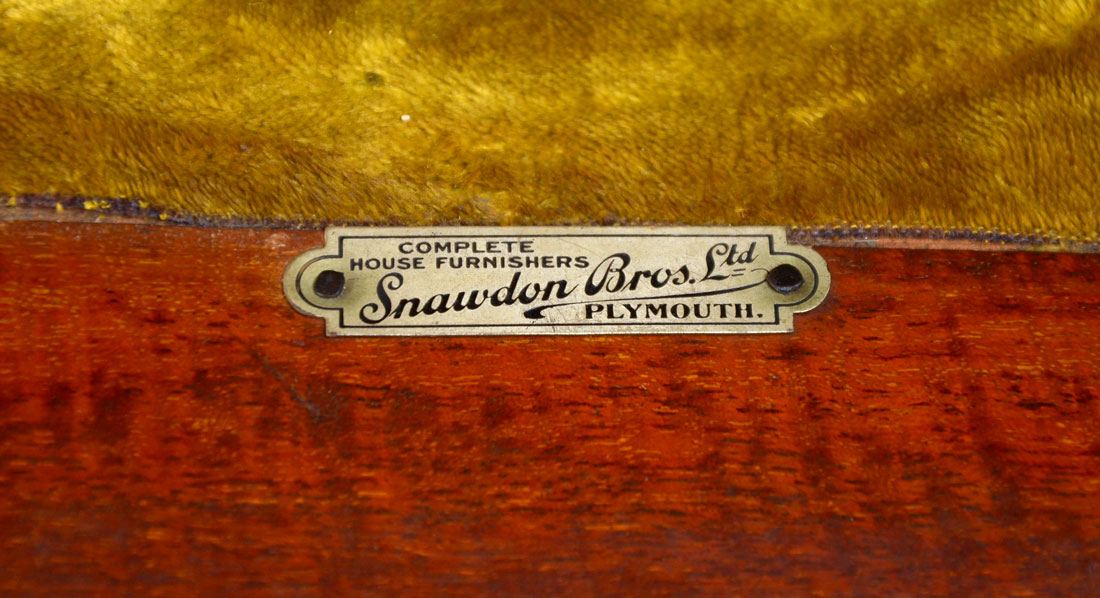 COMPLETE
HOUSE FURNISHERS
Snawdon Bros. Ltd
PLYMOUTH.